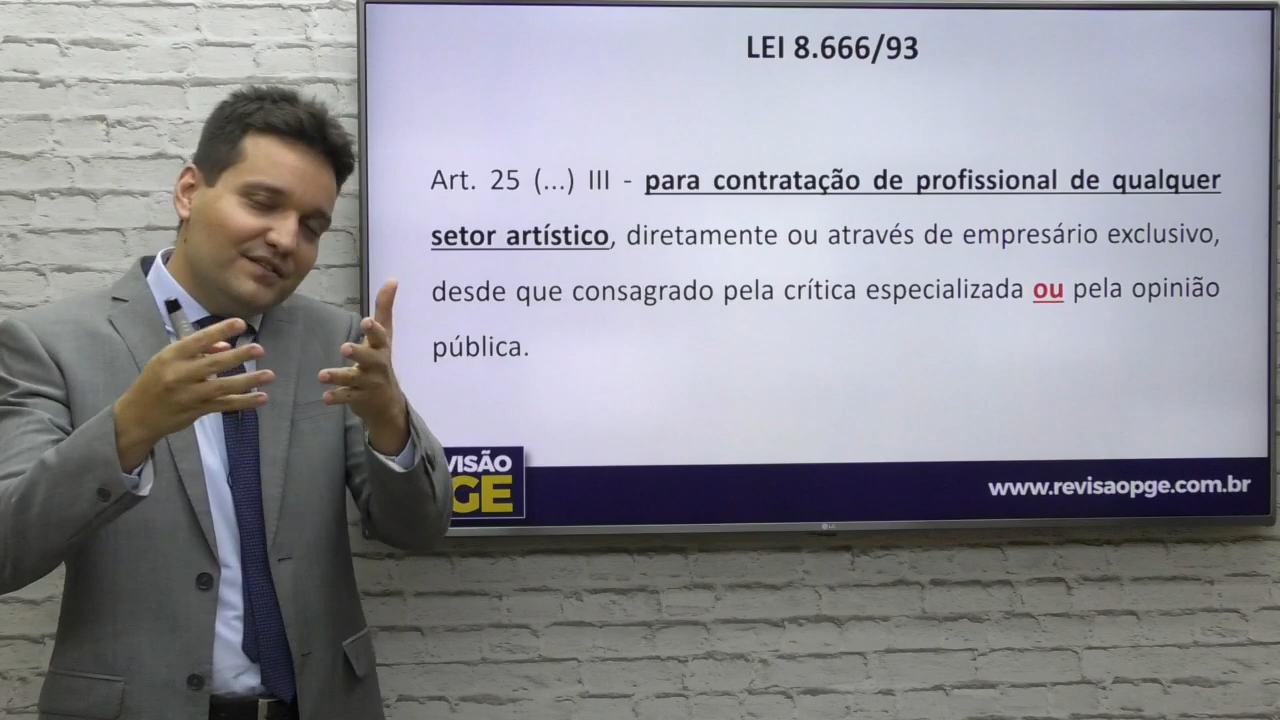 LEI 8.666/93
Art. 25 (...) III - para contratação de profissional de qualquer
setor artístico, diretamente ou através de empresário exclusivo,
desde que consagrado pela crítica especializada ou pela opinião
pública.
VISÃO
GE
www.revisaopge.com.br
LG